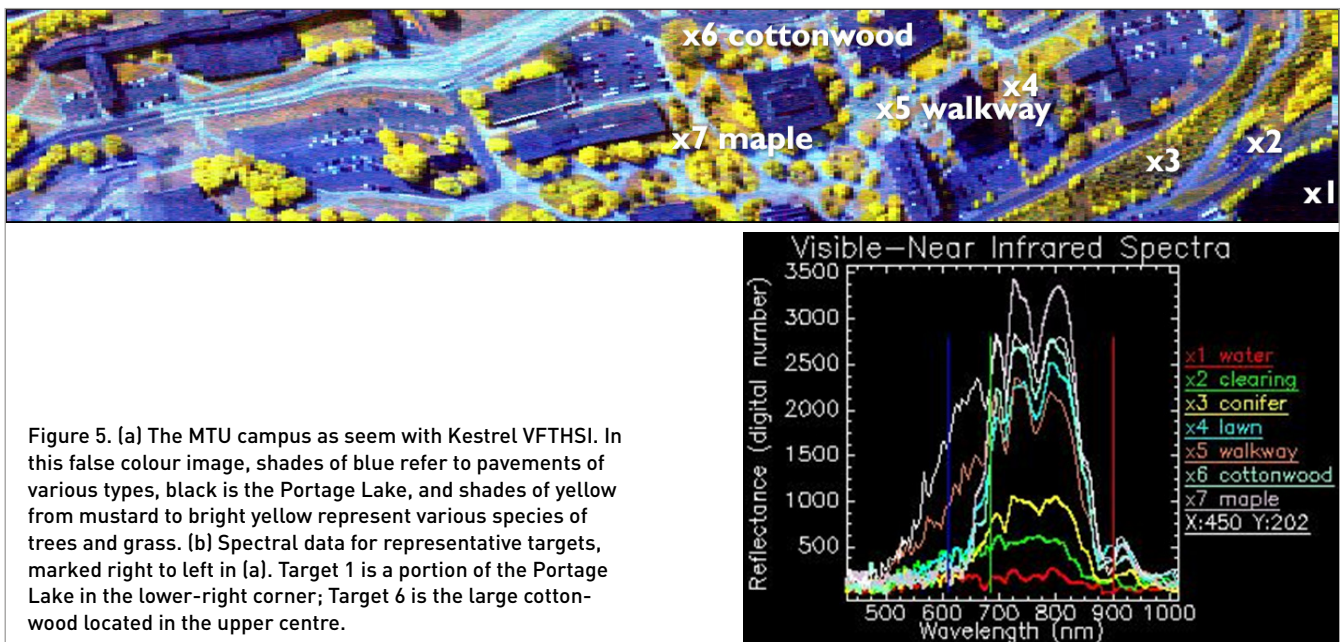 x6 cottonwood
x4
x5 walkway
x7 maple
x2
x3
x1
Figure 5. (a) The MTU campus as seem with Kestrel VFTHSI. In
this false colour image, shades of blue refer to pavements of
various types, black is the Portage Lake, and shades of yellow
from mustard to bright yellow represent various species of
trees and grass. (b) Spectral data for representative targets,
marked right to left in (a). Target 1 is a portion of the Portage
Lake in the lower-right corner; Target 6 is the large cotton-
wood located in the upper centre.
Visible–Near Infrared Spectra
Reflectance (digital number)
3500
3000
2500
2000
1500
1000
500
500 600 700 800 900 1000
Wavelength (nm)
x1 water
x2 clearing
x3 conifer
x4 lawn
x5 walkway
x6 cottonwood
x7 maple
X:450 Y:202